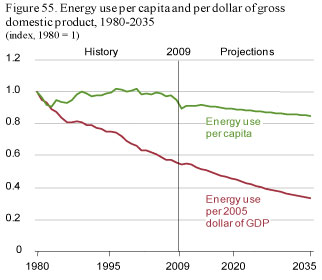 Figure 55. Energy use per capita and per dollar of gross
domestic product, 1980-2035
(index, 1980 = 1)
History 2009 Projections
1.2
1.0
0.8
0.6
0.4
0.2
0
Energy use
per capita
Energy use
per 2005
dollar of GDP
1980 1995 2009 2020 2035